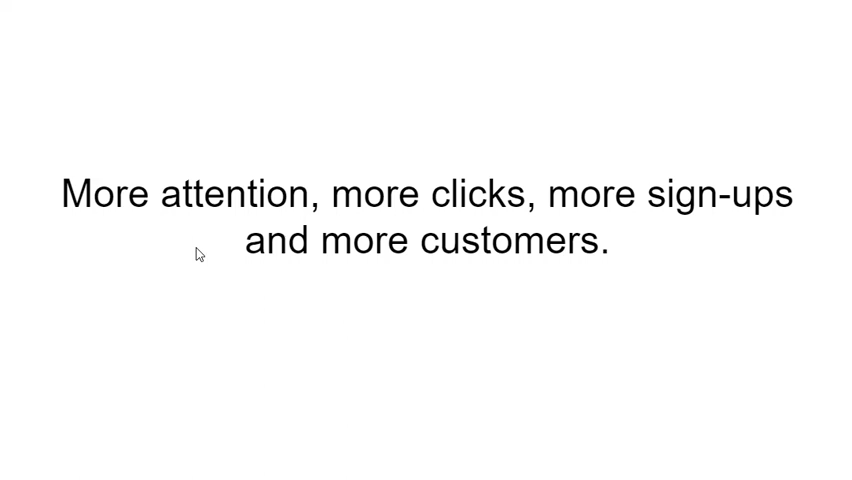 More attention, more clicks, more sign-ups
and more customers.